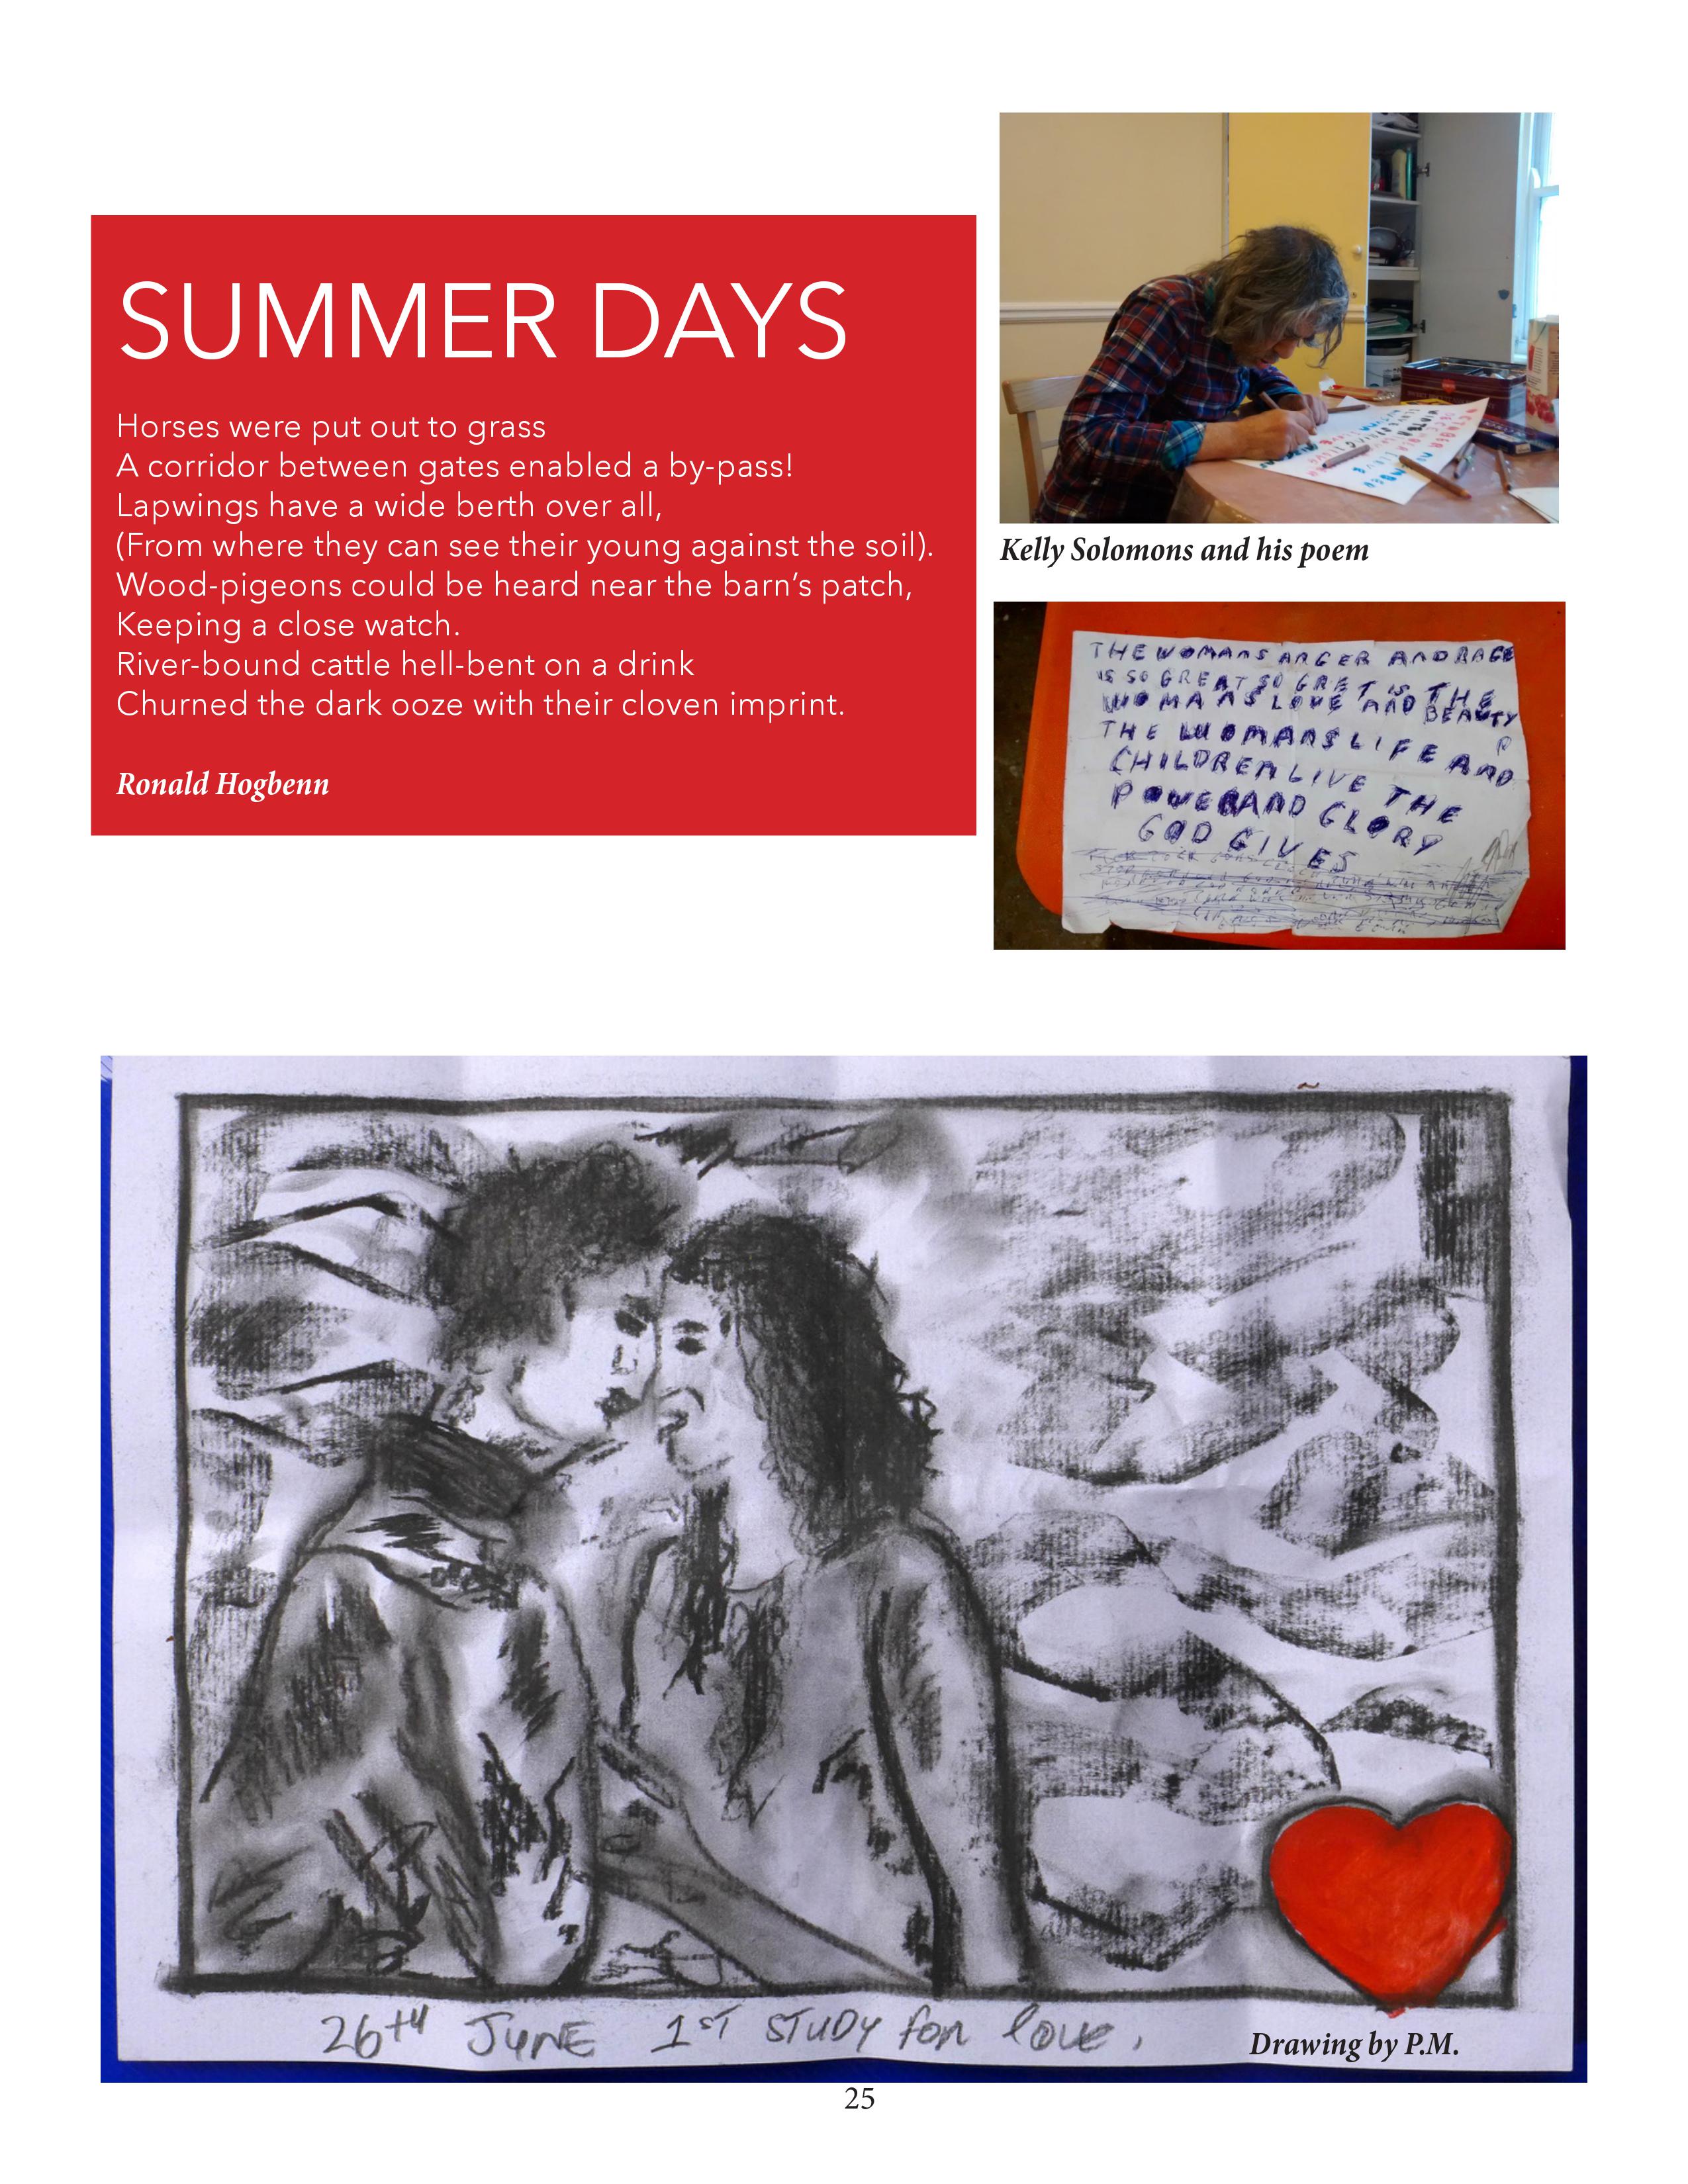 SUMMER DAYS
Horses were put out to grass
A corridor between gates enabled a by-pass!
Lapwings have a wide berth over all,
(From where they can see their young against the soil).
Wood-pigeons could be heard near the barn’s patch,
Keeping a close watch.
River-bound cattle hell-bent on a drink
Churned the dark ooze with their cloven imprint.
Ronald Hogbenn
Kelly Solomons and his poem
THE WOMANS ANGER AND RAGE
IS SO GREAT SO GRET IS THE
WOMANS LOVE AND BEAUTY
THE WOMANS LIFE AND
CHILDREN LIVE THE
POWER AND GLORY
GOD GIVES
26TH JUNE 1ST STUDY for love.
Drawing by P.M.
25